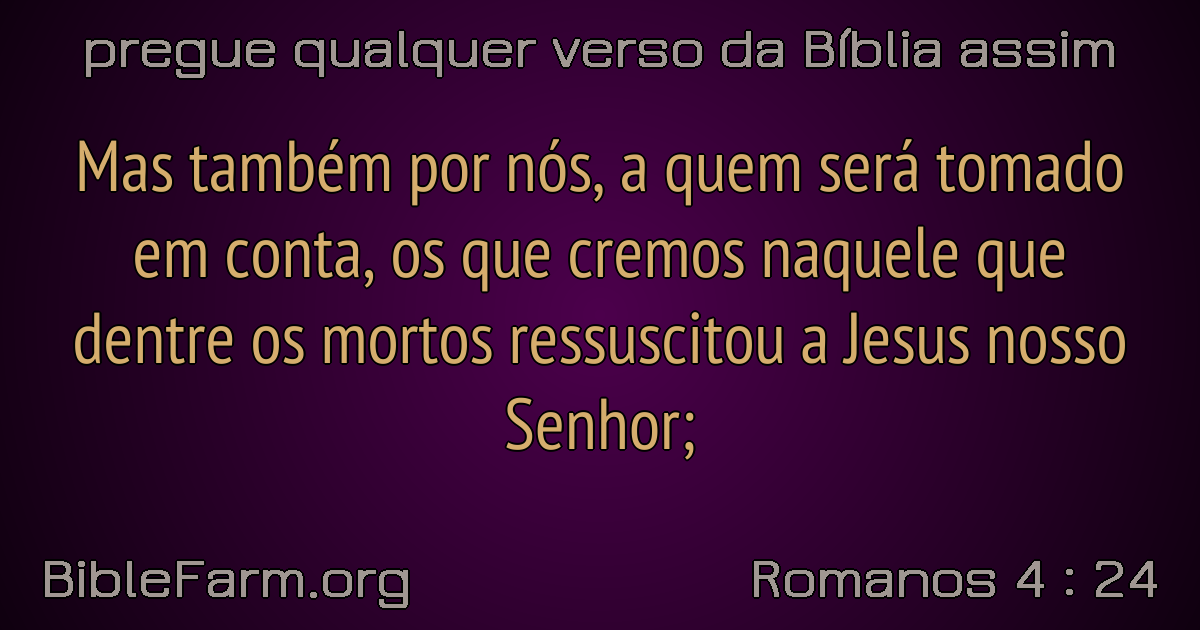 pregue qualquer verso da Bíblia assim
Mas também por nós, a quem será tomado
em conta, os que cremos naquele que
dentre os mortos ressuscitou a Jesus nosso
Senhor;
BibleFarm.org
Romanos 4 : 24